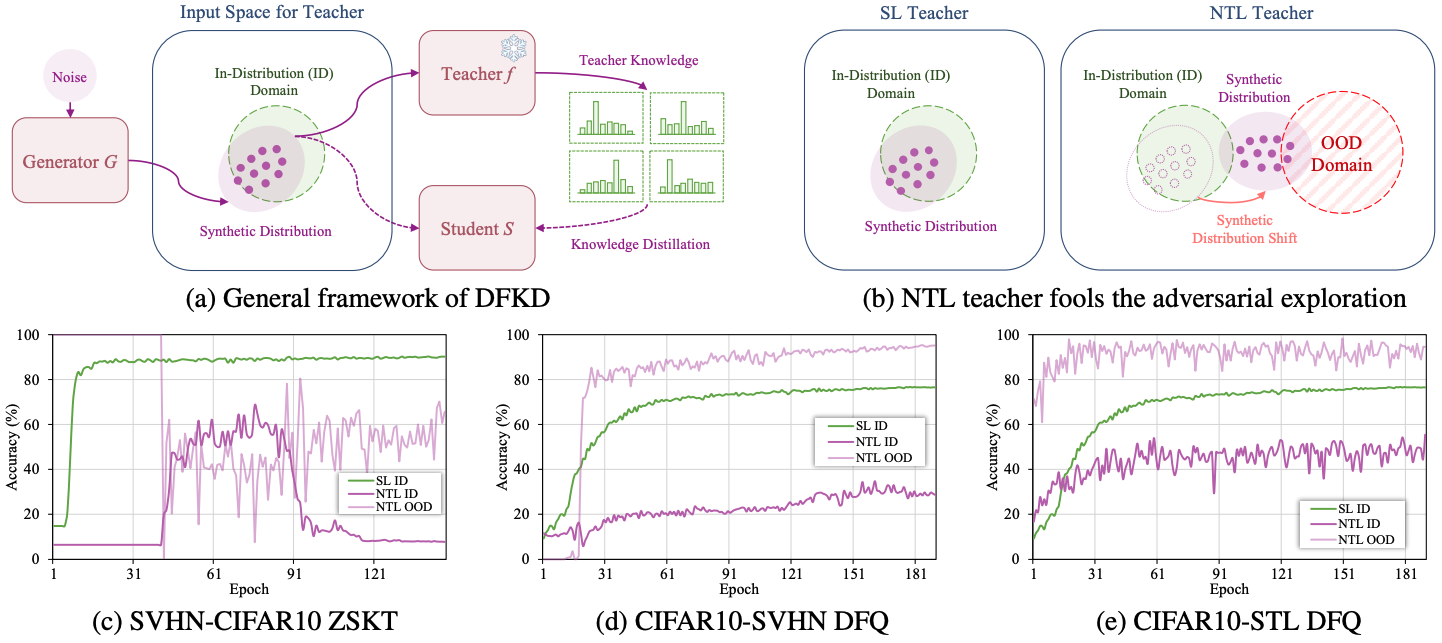 Input Space for Teacher
Noise
Generator G
In-Distribution (ID)
Domain
Synthetic Distribution
Teacher f
Student S
Teacher Knowledge
Knowledge Distillation
(a) General framework of DFKD
SL Teacher
In-Distribution (ID)
Domain
Synthetic Distribution
NTL Teacher
In-Distribution (ID)
Domain
Synthetic
Distribution
OOD
Domain
Synthetic
Distribution Shift
(b) NTL teacher fools the adversarial exploration
Accuracy (%)
100
80
60
40
20
0
SL ID
NTL ID
NTL OOD
1 31 61 91 121
Epoch
(c) SVHN-CIFAR10 ZSKT
Accuracy (%)
100
80
60
40
20
0
SL ID
NTL ID
NTL OOD
1 31 61 91 121 151 181
Epoch
(d) CIFAR10-SVHN DFQ
Accuracy (%)
100
80
60
40
20
0
SL ID
NTL ID
NTL OOD
1 31 61 91 121 151 181
Epoch
(e) CIFAR10-STL DFQ